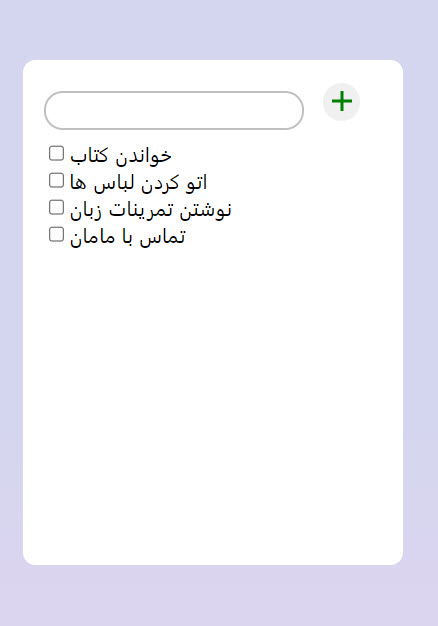 خواندن کتاب
اتو کردن لباس ها
نوشتن تمرینات زبان
تماس با مامان